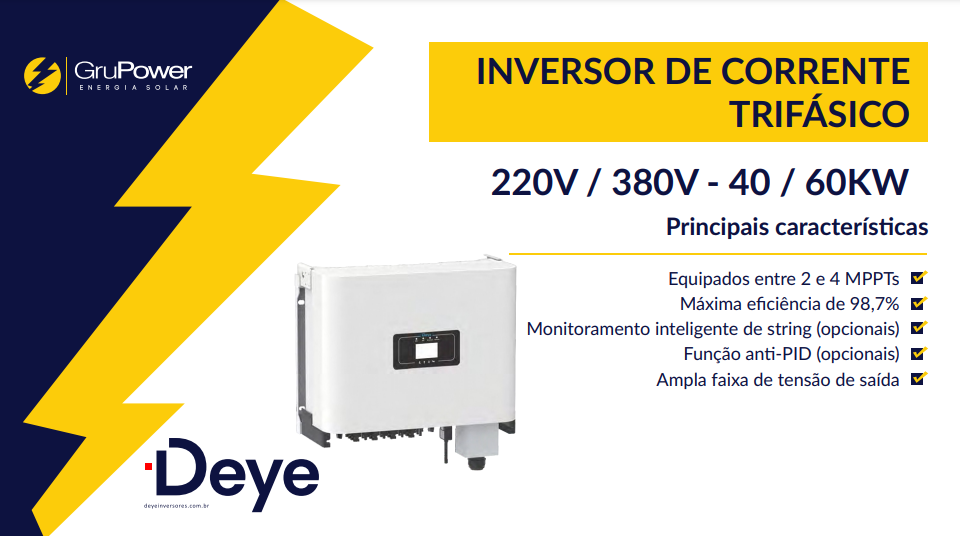 GruPower
ENERGIA SOLAR
INVERSOR DE CORRENTE
TRIFÁSICO
220V / 380V - 40 / 60KW
Principais características
Equipados entre 2 e 4 MPPTs
Máxima eficiência de 98,7%
Monitoramento inteligente de string (opcionais)
Função anti-PID (opcionais)
Ampla faixa de tensão de saída
Deye
deyeinversores.com.br